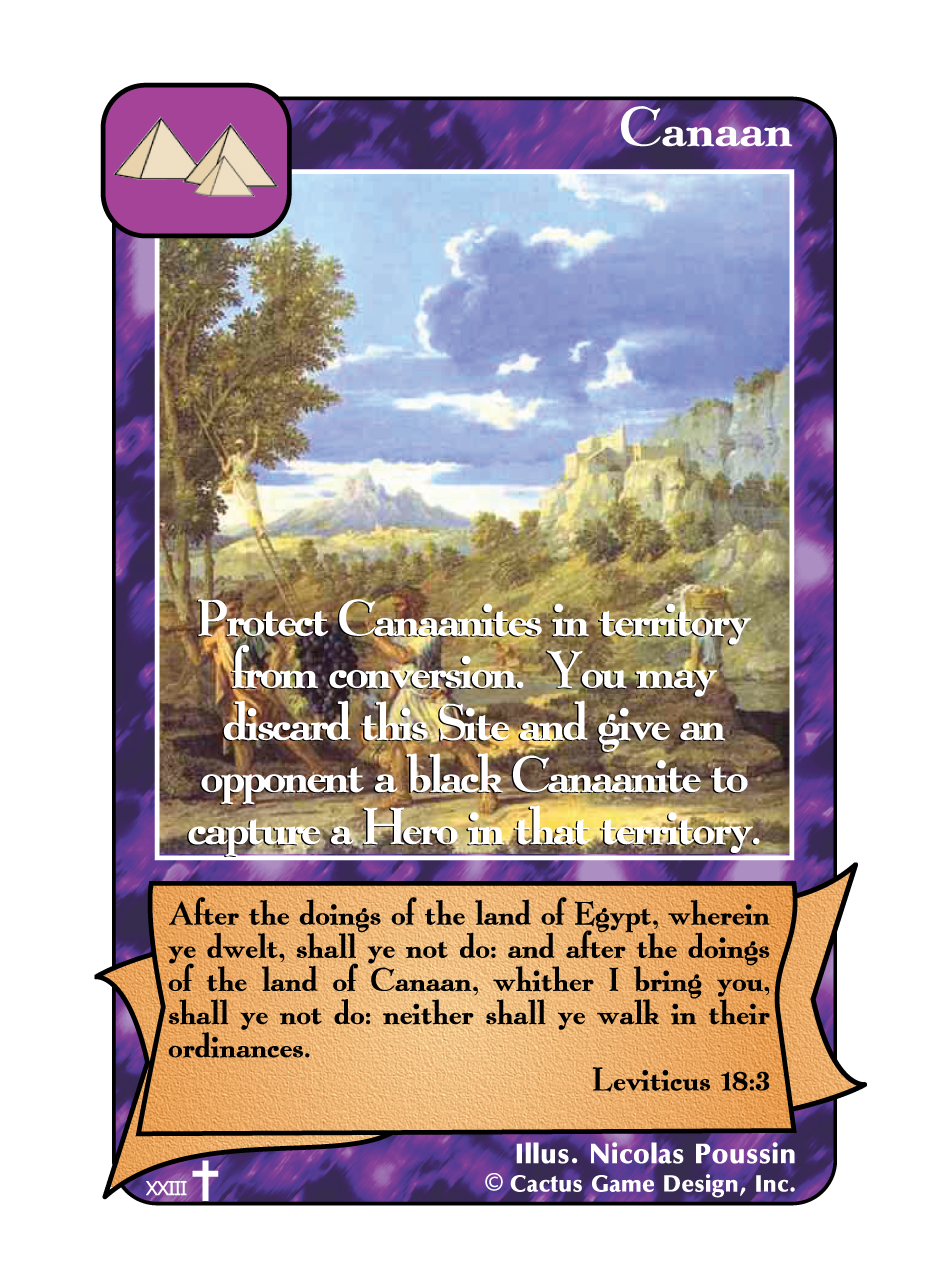 Canaan
Protect Canaanites in territory
from conversion. You may
discard this Site and give an
opponent a black Canaanite to
capture a Hero in that territory.
After the doings of the land of Egypt, wherein
ye dwelt, shall ye not do: and after the doings
of the land of Canaan, whither I bring you,
shall ye not do: neither shall ye walk in their
ordinances.
Leviticus 18:3
Illus. Nicolas Poussin
XXIII
© Cactus Game Design, Inc.